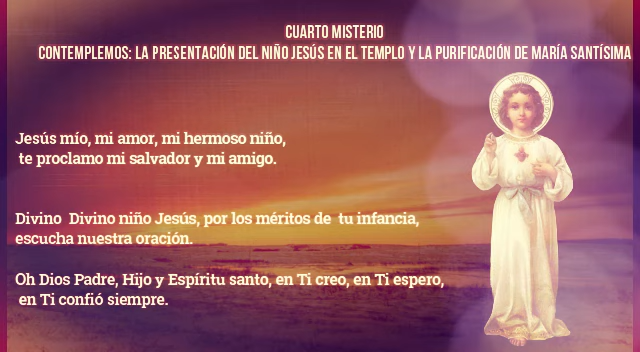 CUARTO MISTERIO
CONTEMPLEMOS: LA PRESENTACIÓN DEL NIÑO JESÚS EN EL TEMPLO Y LA PURIFICACIÓN DE MARÍA SANTÍSIMA
Jesús mío, mi amor, mi hermoso niño,
te proclamo mi salvador y mi amigo.
Divino Divino niño Jesús, por los méritos de tu infancia,
escucha nuestra oración.
Oh Dios Padre, Hijo y Espíritu santo, en Ti creo, en Ti espero,
en Ti confió siempre.